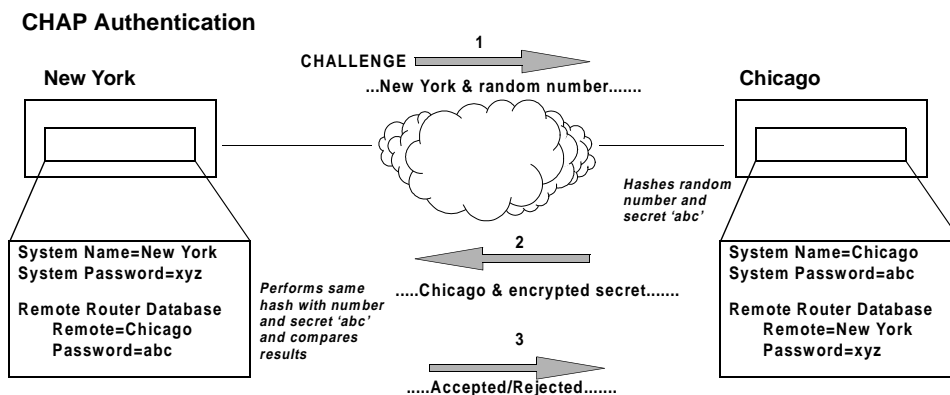 CHAP Authentication
1
CHALLENGE
New York
Chicago
...New York & random number.......
Hashes random
number and
secret ‘abc’
System Name=New York
System Password=xyz
Remote Router Database
Remote=Chicago
Password=abc
2
.....Chicago & encrypted secret.......
Performs same
hash with number
and secret ‘abc’
and compares
results
3
.....Accepted/Rejected.......
System Name=Chicago
System Password=abc
Remote Router Database
Remote=New York
Password=xyz